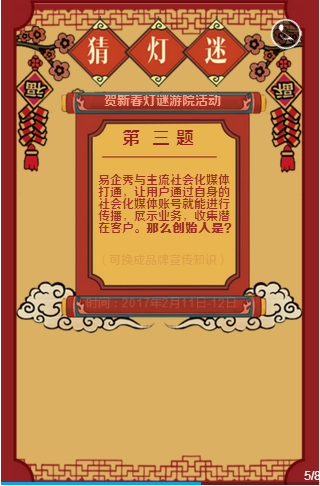 猜灯谜
贺新春灯谜游院活动
第三题
易企秀与主流社会化媒体
打通，让用户通过自身的
社会化媒体账号就能进行
传播，展示业务，收集潜
在客户。那么创始人是？
（可换成品牌宣传知识）
时间：2017年2月11日-12日
5/8